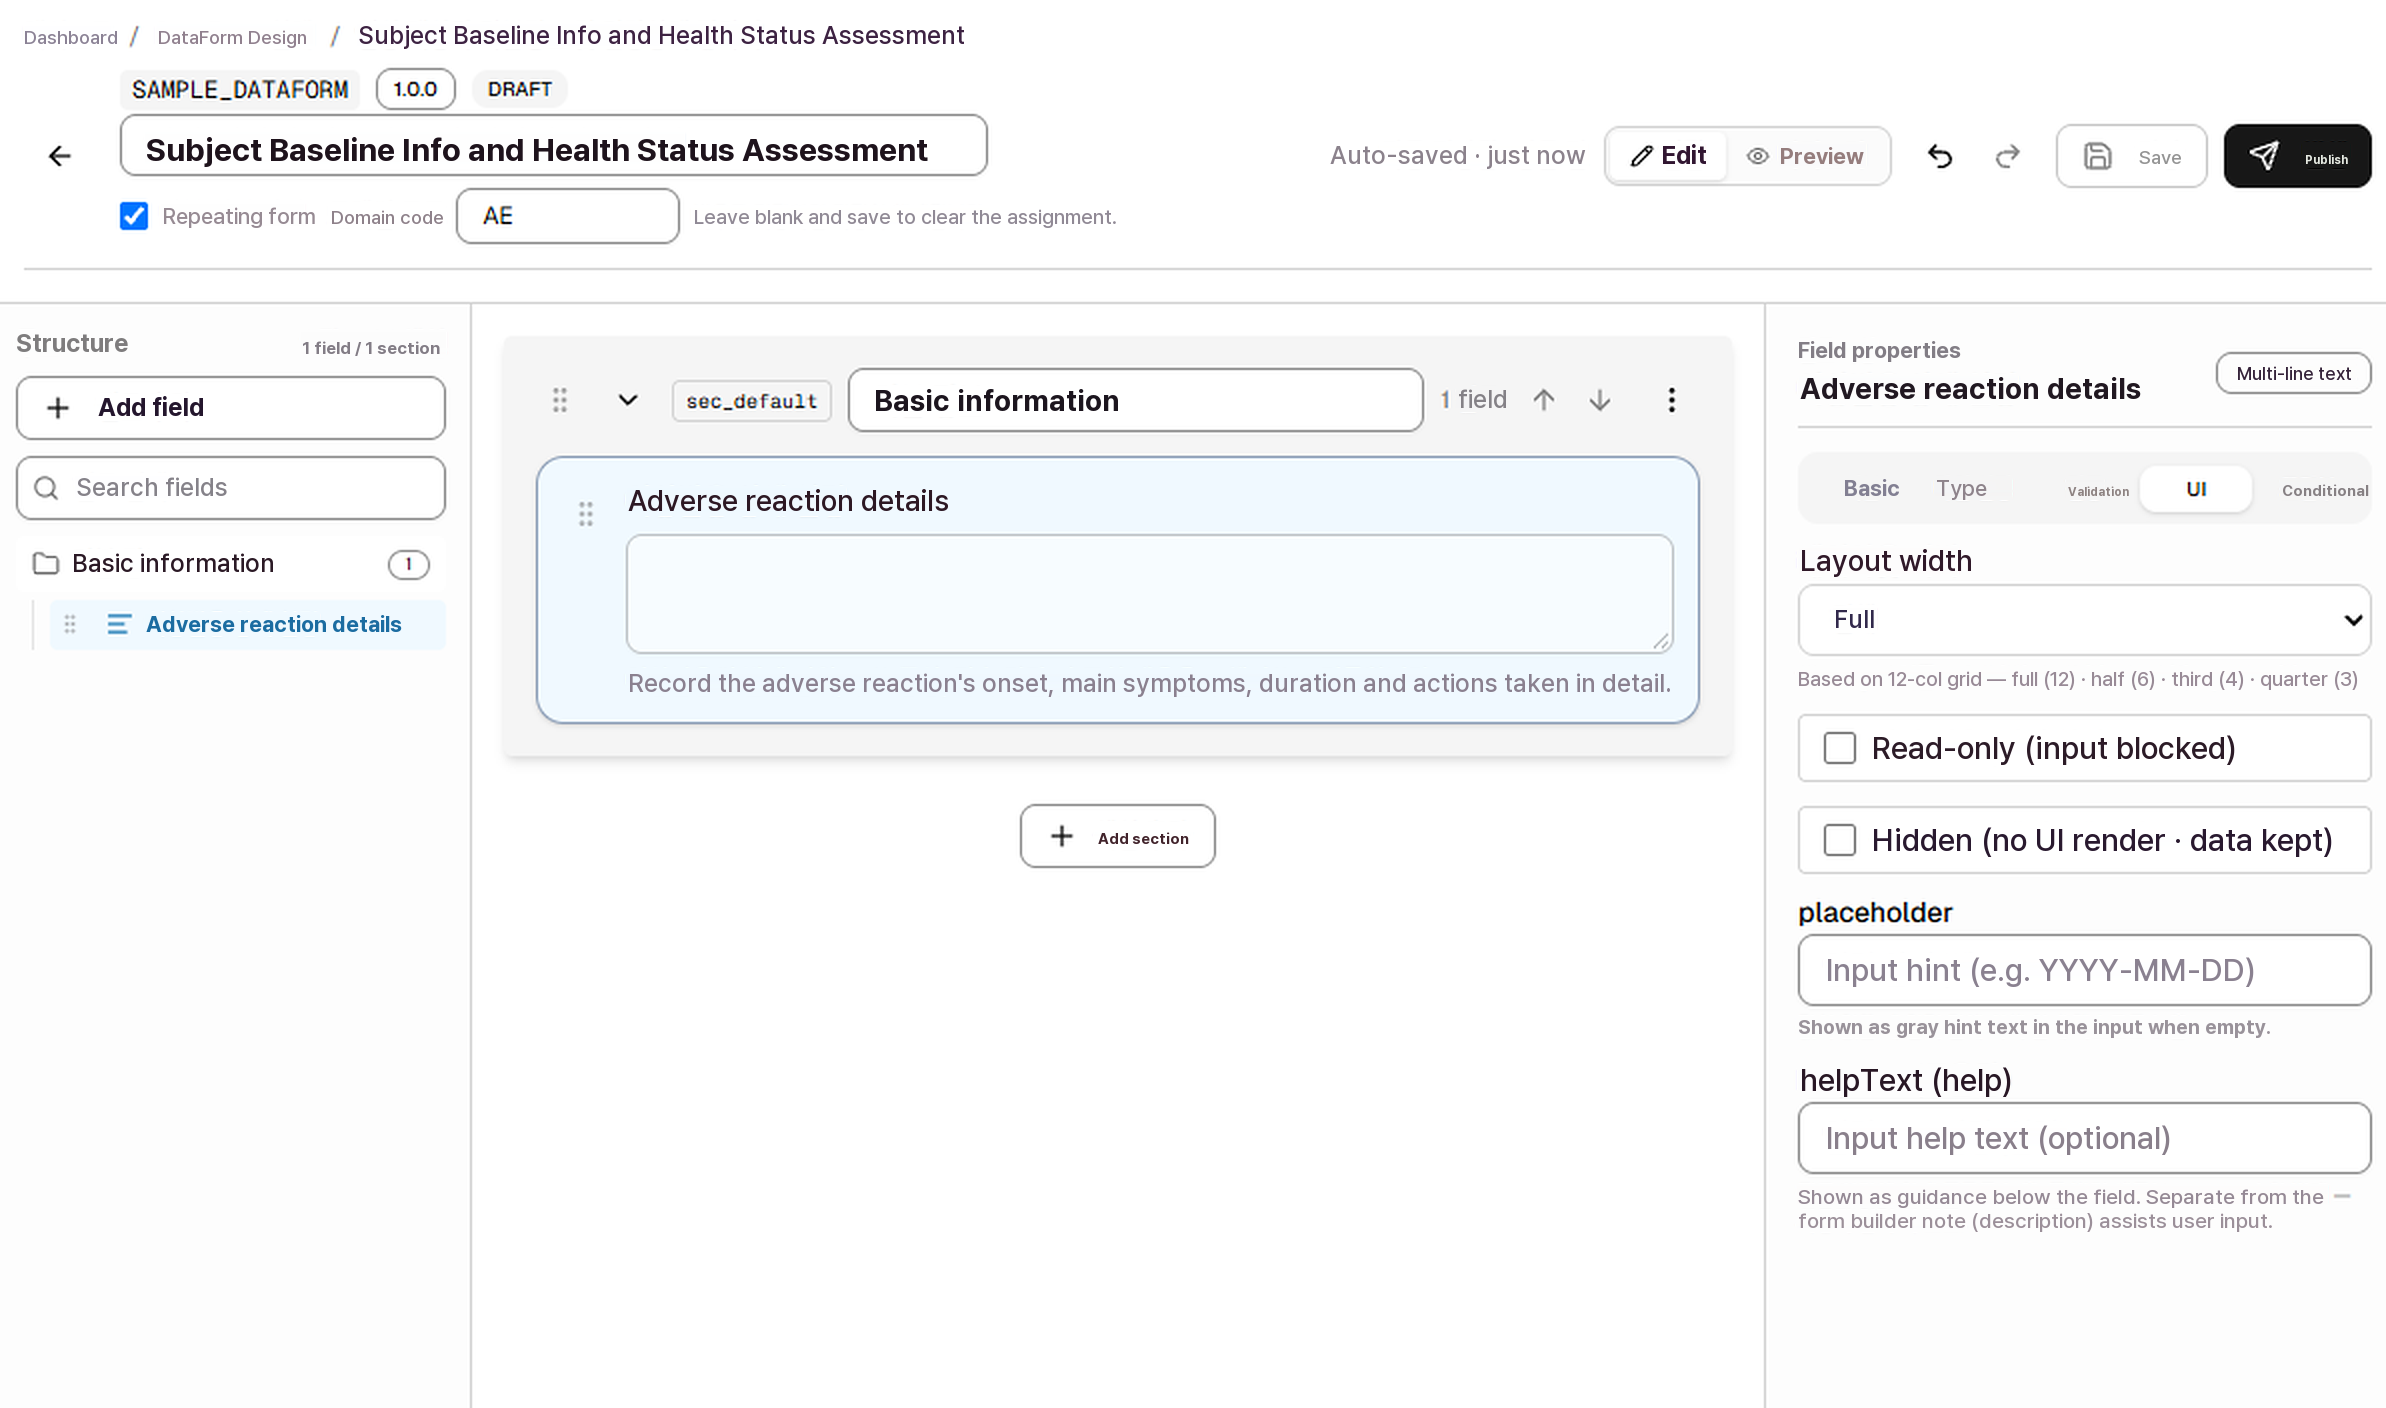 Dashboard / DataForm Design / Subject Baseline Info and Health Status Assessment
SAMPLE_DATAFORM 1.0.0 DRAFT
Subject Baseline Info and Health Status Assessment
Auto-saved · just now Edit Preview Save Publish
Repeating form Domain code AE Leave blank and save to clear the assignment.
Structure 1 field / 1 section
Add field
Search fields
Basic information 1
Adverse reaction details
sec_default Basic information 1 field
Adverse reaction details
Record the adverse reaction's onset, main symptoms, duration and actions taken in detail.
Add section
Field properties
Adverse reaction details Multi-line text
Basic Type Validation UI Conditional
Layout width
Full
Based on 12-col grid — full (12) · half (6) · third (4) · quarter (3)
Read-only (input blocked)
Hidden (no UI render · data kept)
placeholder
Input hint (e.g. YYYY-MM-DD)
Shown as gray hint text in the input when empty.
helpText (help)
Input help text (optional)
Shown as guidance below the field. Separate from the —
form builder note (description) assists user input.